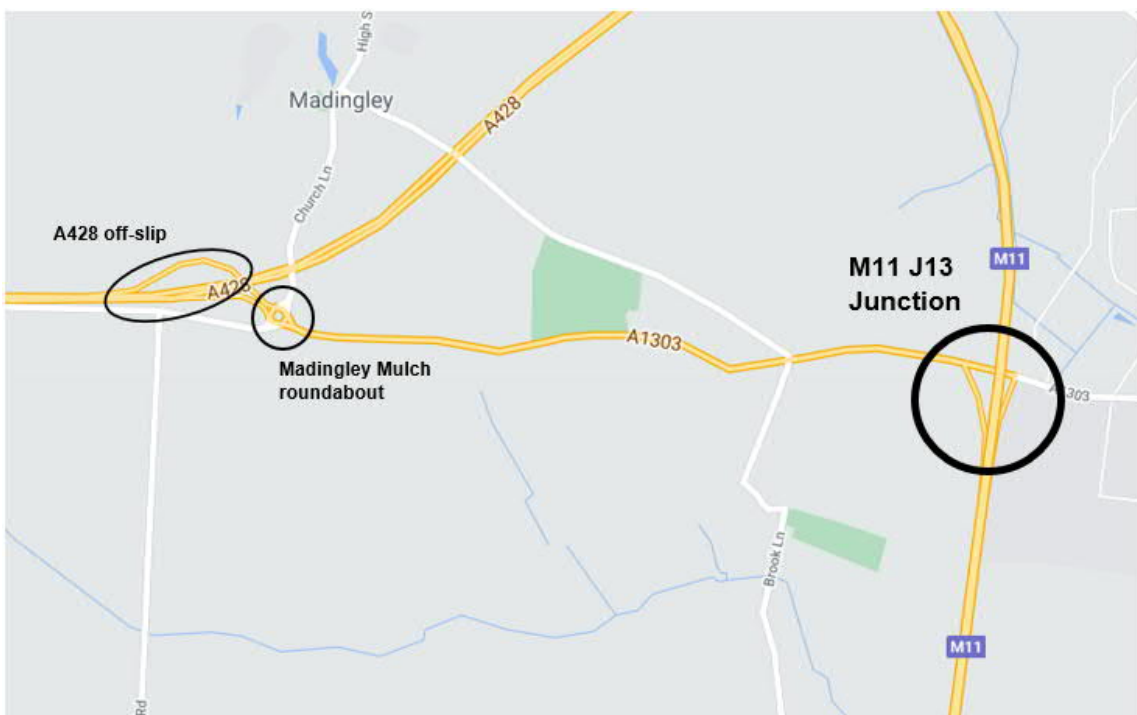 High S
Madingley
A428
Church Ln
A428 off-slip
A428
M11
M11 J13
Junction
A1303
Madingley Mulch
roundabout
A1303
Brook Ln
M11
Rd